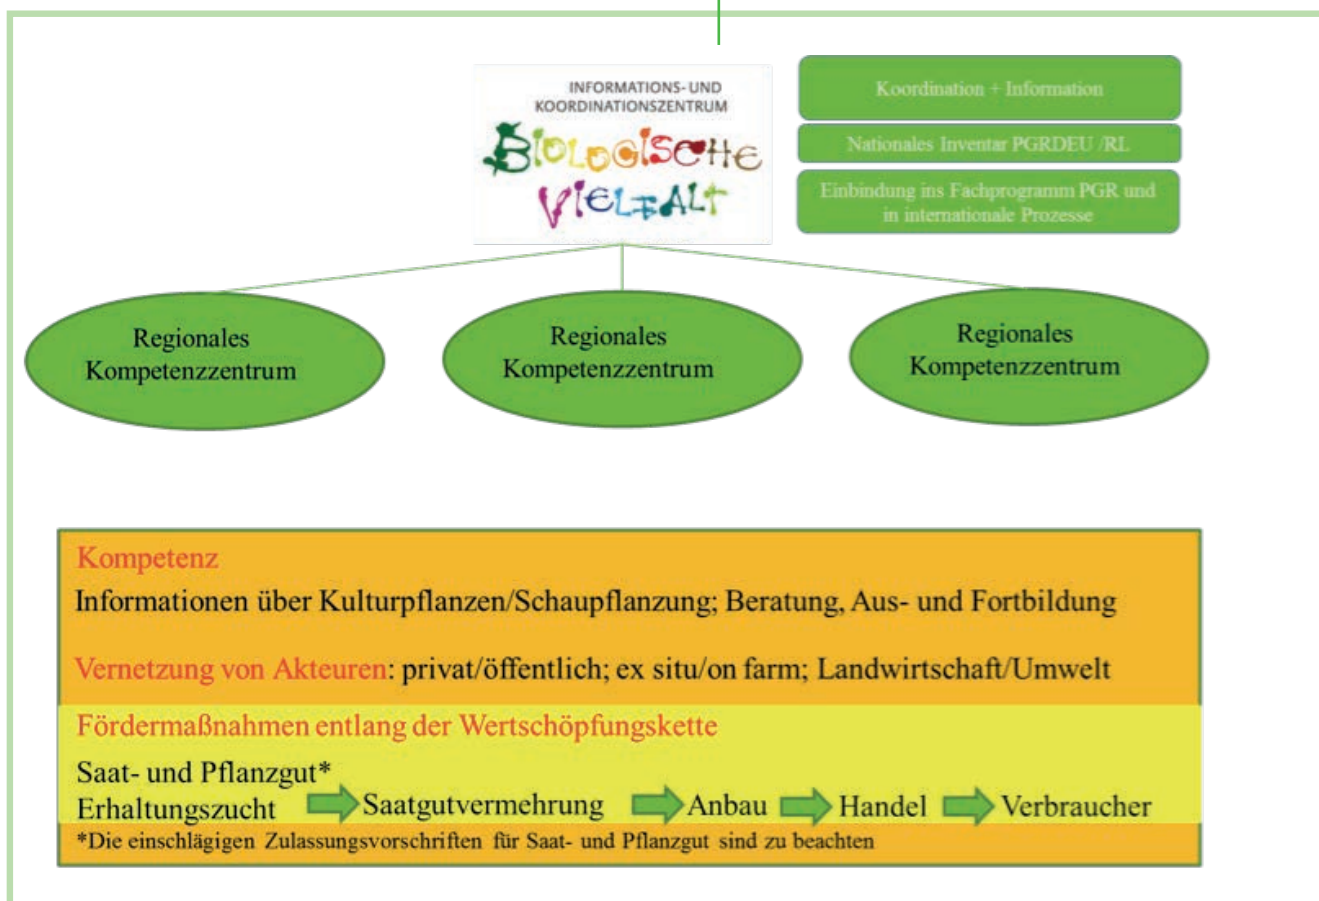 INFORMATIONS- UND
KOORDINATIONSZENTRUM
BIOLOGISCHE
VIELFALT
Koordination + Information
Nationales Inventar PGRDEU /RL
Einbindung ins Fachprogramm PGR und
in internationale Prozesse
Regionales
Kompetenzzentrum
Regionales
Kompetenzzentrum
Regionales
Kompetenzzentrum
Kompetenz
Informationen über Kulturpflanzen/Schaupflanzung; Beratung, Aus- und Fortbildung
Vernetzung von Akteuren: privat/öffentlich; ex situ/on farm; Landwirtschaft/Umwelt
Fördermaßnahmen entlang der Wertschöpfungskette
Saat- und Pflanzgut*
Erhaltungszucht Saatgutvermehrung Anbau Handel Verbraucher
*Die einschlägigen Zulassungsvorschriften für Saat- und Pflanzgut sind zu beachten